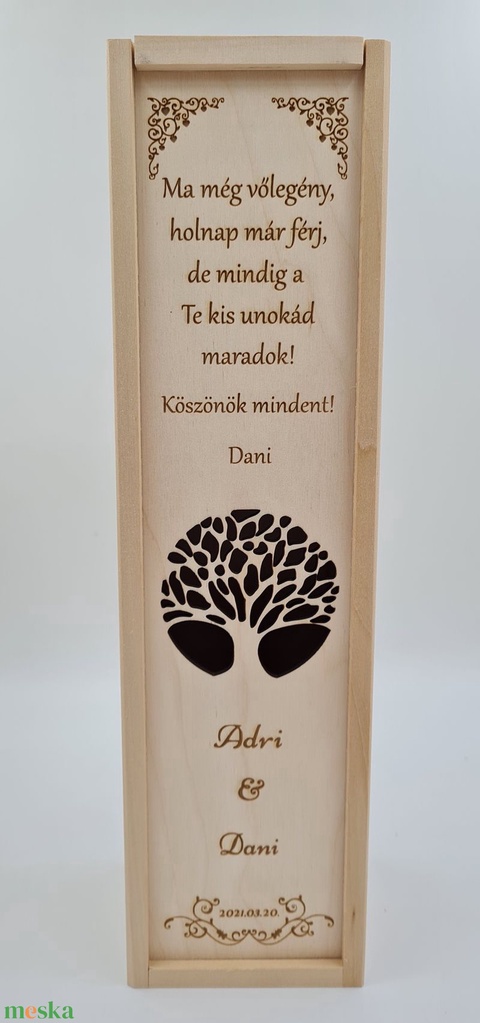 Ma még vőlegény,
holnap már férj,
de mindig a
Te kis unokád
maradok!
Köszönök mindent!
Dani
Adri
&
Dani
2021.03.20.
meska